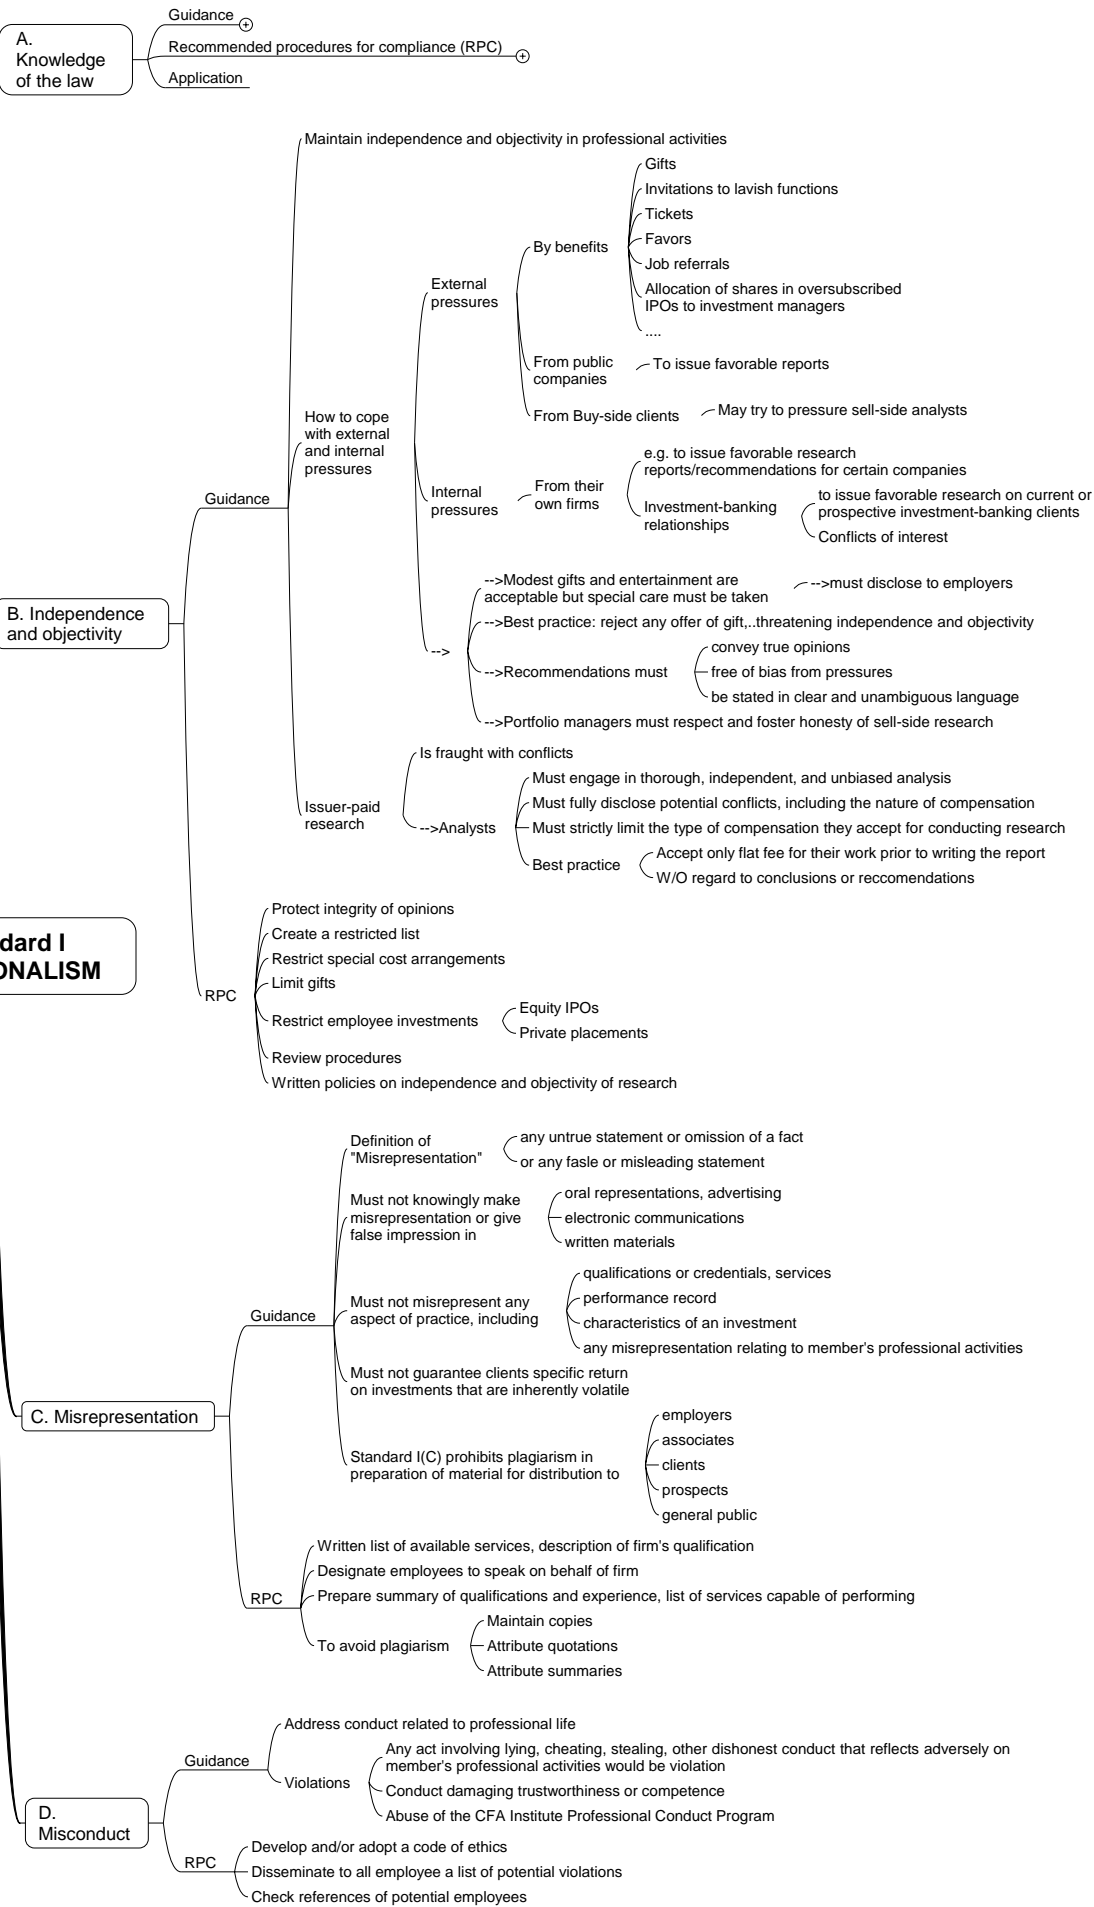 A.
Knowledge
of the law
Guidance
Recommended procedures for compliance (RPC)
Application
B. Independence
and objectivity
Guidance
Maintain independence and objectivity in professional activities
How to cope
with external
and internal
pressures
External
pressures
By benefits
Gifts
Invitations to lavish functions
Tickets
Favors
Job referrals
Allocation of shares in oversubscribed
IPOs to investment managers
....
From public
companies
To issue favorable reports
From Buy-side clients
May try to pressure sell-side analysts
Internal
pressures
From their
own firms
e.g. to issue favorable research
reports/recommendations for certain companies
Investment-banking
relationships
to issue favorable research on current or
prospective investment-banking clients
Conflicts of interest
-->
-->Modest gifts and entertainment are
acceptable but special care must be taken
-->must disclose to employers
-->Best practice: reject any offer of gift,..threatening independence and objectivity
-->Recommendations must
convey true opinions
free of bias from pressures
be stated in clear and unambiguous language
-->Portfolio managers must respect and foster honesty of sell-side research
Issuer-paid
research
Is fraught with conflicts
-->Analysts
Must engage in thorough, independent, and unbiased analysis
Must fully disclose potential conflicts, including the nature of compensation
Must strictly limit the type of compensation they accept for conducting research
Best practice
Accept only flat fee for their work prior to writing the report
W/O regard to conclusions or reccomendations
RPC
Protect integrity of opinions
Create a restricted list
Restrict special cost arrangements
Limit gifts
Restrict employee investments
Equity IPOs
Private placements
Review procedures
Written policies on independence and objectivity of research
dard I
ONALISM
C. Misrepresentation
Guidance
Definition of
"Misrepresentation"
any untrue statement or omission of a fact
or any fasle or misleading statement
Must not knowingly make
misrepresentation or give
false impression in
oral representations, advertising
electronic communications
written materials
Must not misrepresent any
aspect of practice, including
qualifications or credentials, services
performance record
characteristics of an investment
any misrepresentation relating to member's professional activities
Must not guarantee clients specific return
on investments that are inherently volatile
Standard I(C) prohibits plagiarism in
preparation of material for distribution to
employers
associates
clients
prospects
general public
RPC
Written list of available services, description of firm's qualification
Designate employees to speak on behalf of firm
Prepare summary of qualifications and experience, list of services capable of performing
To avoid plagiarism
Maintain copies
Attribute quotations
Attribute summaries
D.
Misconduct
Guidance
Address conduct related to professional life
Violations
Any act involving lying, cheating, stealing, other dishonest conduct that reflects adversely on
member's professional activities would be violation
Conduct damaging trustworthiness or competence
Abuse of the CFA Institute Professional Conduct Program
RPC
Develop and/or adopt a code of ethics
Disseminate to all employee a list of potential violations
Check references of potential employees